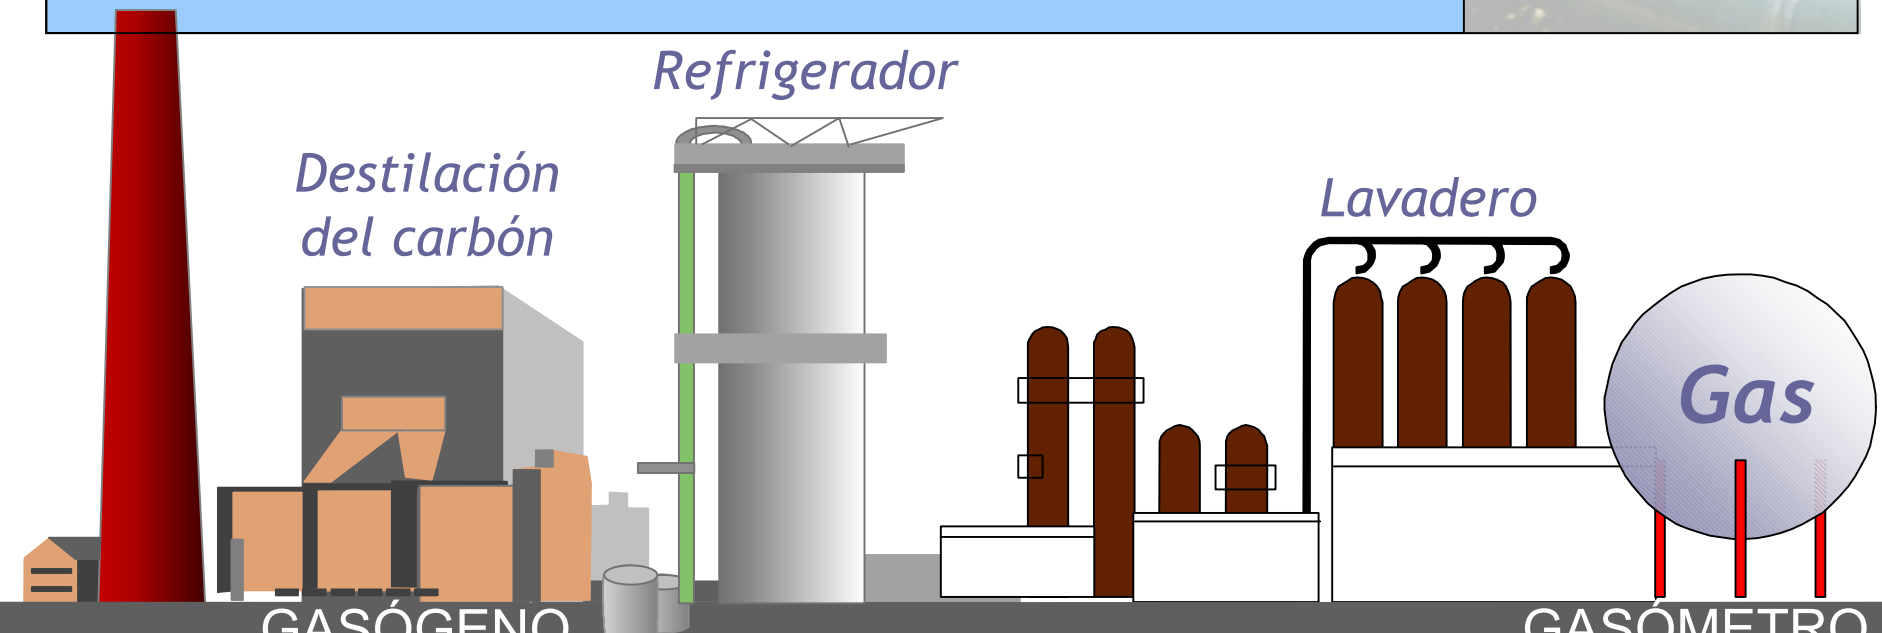 Refrigerador
Destilación
del carbón
Lavadero
Gas
GASÓGENO
GASÓMETRO